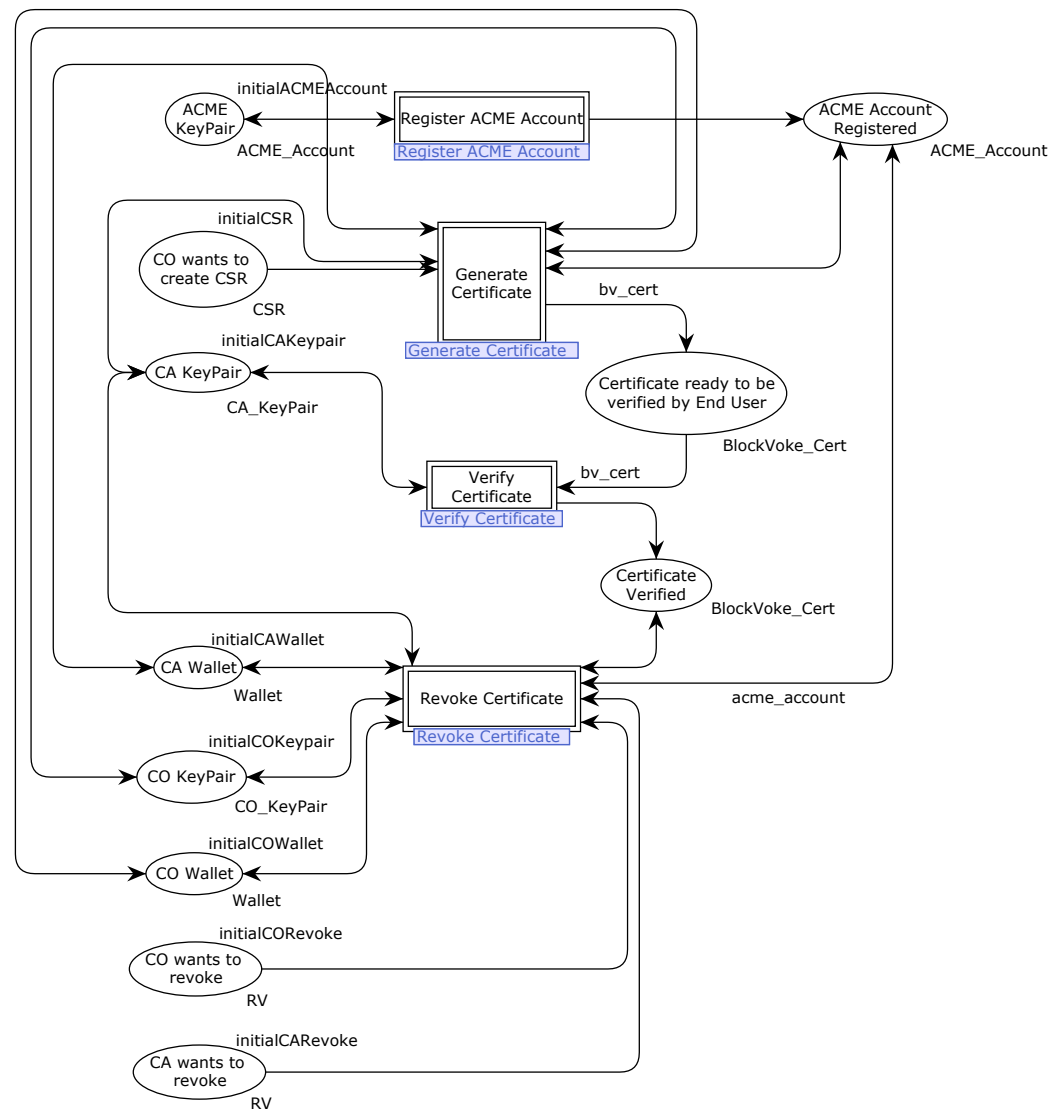 initialACMEAccount
ACME
KeyPair
ACME_Account
Register ACME Account
Register ACME Account
ACME Account
Registered
ACME_Account
initialCSR
CO wants to
create CSR
CSR
Generate
Certificate
Generate Certificate
bv_cert
initialCAKeypair
CA KeyPair
CA_KeyPair
Certificate ready to be
verified by End User
BlockVoke_Cert
Verify
Certificate
Verify Certificate
bv_cert
Certificate
Verified
BlockVoke_Cert
initialCAWallet
CA Wallet
Wallet
Revoke Certificate
Revoke Certificate
acme_account
initialCOKeypair
CO KeyPair
CO_KeyPair
initialCOWallet
CO Wallet
Wallet
initialCORevoke
CO wants to
revoke
RV
initialCARevoke
CA wants to
revoke
RV